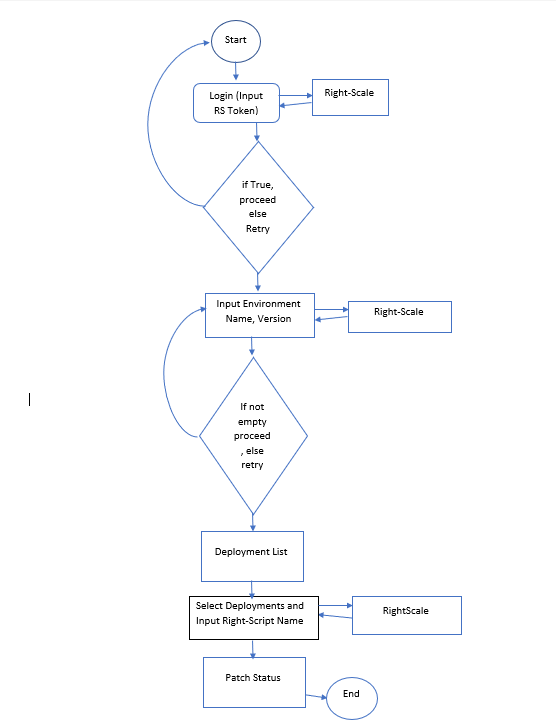 Start
Login (Input
RS Token)
Right-Scale
if True,
proceed
else
Retry
Input Environment
Name, Version
Right-Scale
If not
empty
proceed
, else
retry
Deployment List
Select Deployments and
Input Right-Script Name
RightScale
Patch Status
End